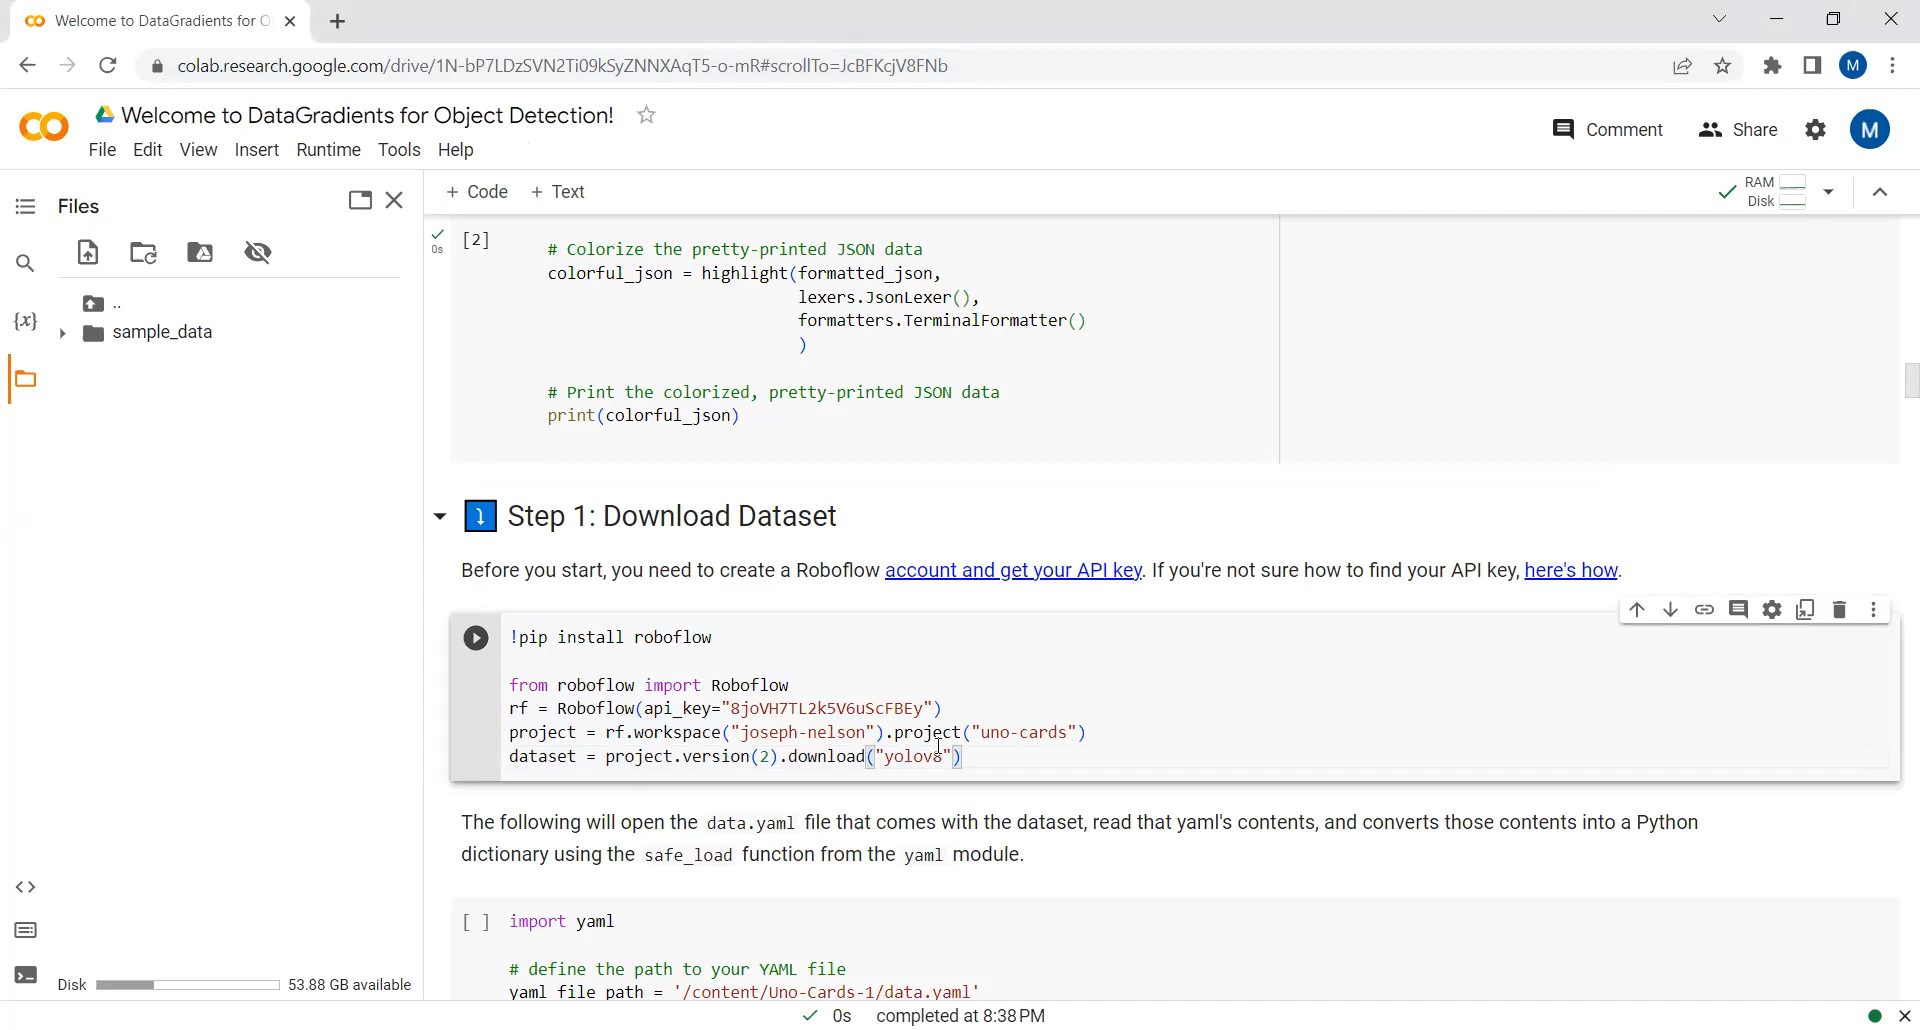 Welcome to DataGradients for O
colab.research.google.com/drive/1N-bP7LDzSVN2Ti09kSyZNNXAqT5-o-mR#scrollTo=JcBFKcjV8FNb
M
Welcome to DataGradients for Object Detection!
File Edit View Insert Runtime Tools Help
Comment
Share
M
Files
+ Code + Text
RAM
Disk
..
sample_data
0s
[2]
# Colorize the pretty-printed JSON data
colorful_json = highlight(formatted_json,
lexers.JsonLexer(),
formatters.TerminalFormatter()
)
# Print the colorized, pretty-printed JSON data
print(colorful_json)
Step 1: Download Dataset
Before you start, you need to create a Roboflow account and get your API key. If you're not sure how to find your API key, here's how.
!pip install roboflow
from roboflow import Roboflow
rf = Roboflow(api_key="8joVH7TL2k5V6uScFBEy")
project = rf.workspace("joseph-nelson").project("uno-cards")
dataset = project.version(2).download("yolov8")
The following will open the data.yaml file that comes with the dataset, read that yaml's contents, and converts those contents into a Python
dictionary using the safe_load function from the yaml module.
[ ] import yaml
# define the path to your YAML file
yaml_file_path = '/content/Uno-Cards-1/data.yaml'
Disk 53.88 GB available
0s completed at 8:38 PM